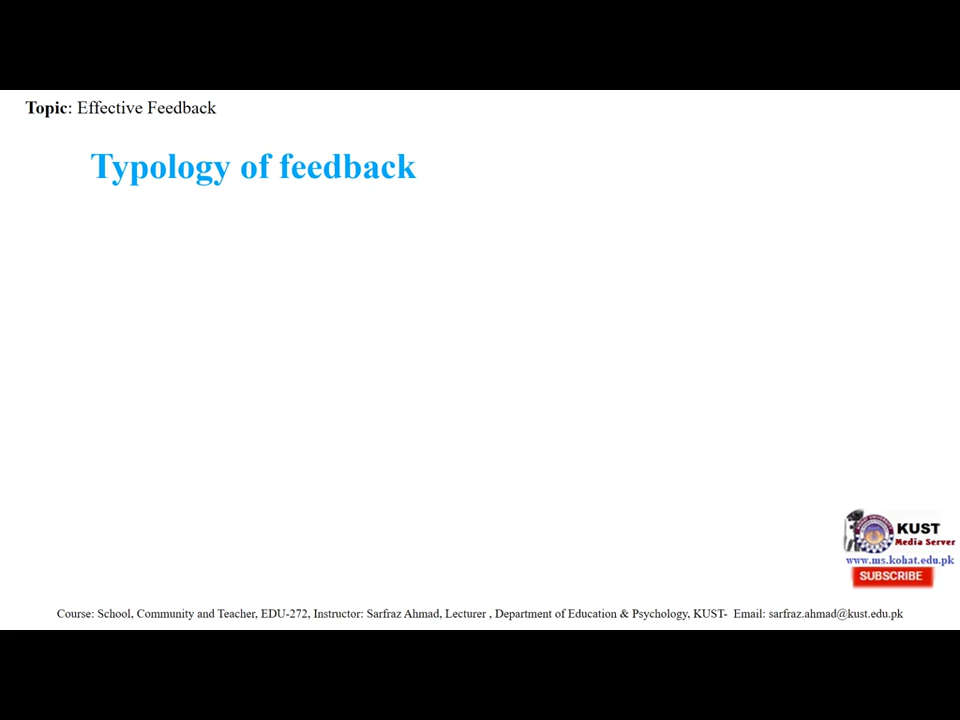 Topic: Effective Feedback
Typology of feedback
KUST
Media Server
www.ms.kohat.edu.pk
SUBSCRIBE
Course: School, Community and Teacher, EDU-272, Instructor: Sarfraz Ahmad, Lecturer , Department of Education & Psychology, KUST- Email: sarfraz.ahmad@kust.edu.pk